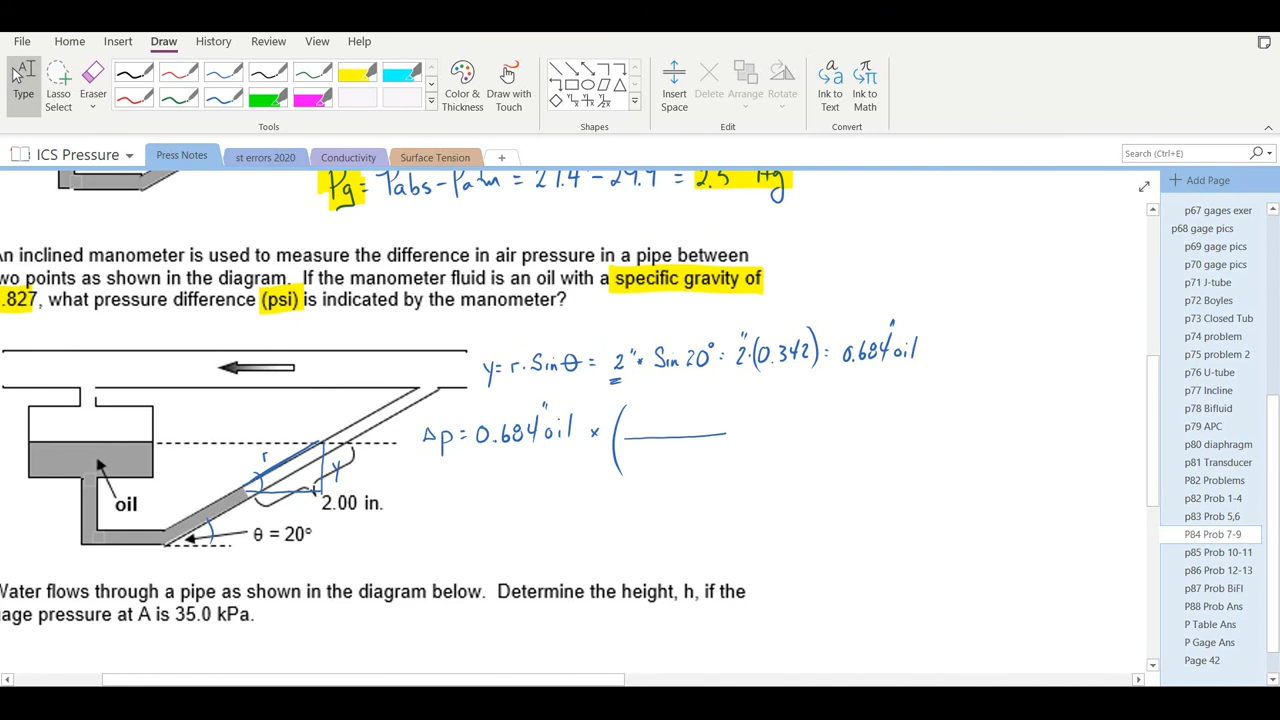 File Home Insert Draw History Review View Help
Type
Lasso Select
Eraser
Color & Thickness
Draw with Touch
Insert Space
Delete
Arrange
Rotate
Ink to Text
Ink to Math
Tools Shapes Edit Convert
ICS Pressure Press Notes st errors 2020 Conductivity Surface Tension + Search (Ctrl+E)
+ Add Page
Pg = Pabs - Patm = 27.4 - 29.9 = 2.5 "Hg
An inclined manometer is used to measure the difference in air pressure in a pipe between
two points as shown in the diagram. If the manometer fluid is an oil with a specific gravity of
.827, what pressure difference (psi) is indicated by the manometer?
y = r · Sin θ = 2" * Sin 20° = 2"·(0.342) = 0.684" oil
Δp = 0.684" oil × (
r
y
oil
2.00 in.
θ = 20°
Water flows through a pipe as shown in the diagram below. Determine the height, h, if the
gage pressure at A is 35.0 kPa.
p67 gages exer
p68 gage pics
p69 gage pics
p70 gage pics
p71 J-tube
p72 Boyles
p73 Closed Tub
p74 problem
p75 problem 2
p76 U-tube
p77 Incline
p78 Bifluid
p79 APC
p80 diaphragm
p81 Transducer
P82 Problems
p82 Prob 1-4
p83 Prob 5,6
P84 Prob 7-9
p85 Prob 10-11
p86 Prob 12-13
p87 Prob BiFl
P88 Prob Ans
P Table Ans
P Gage Ans
Page 42